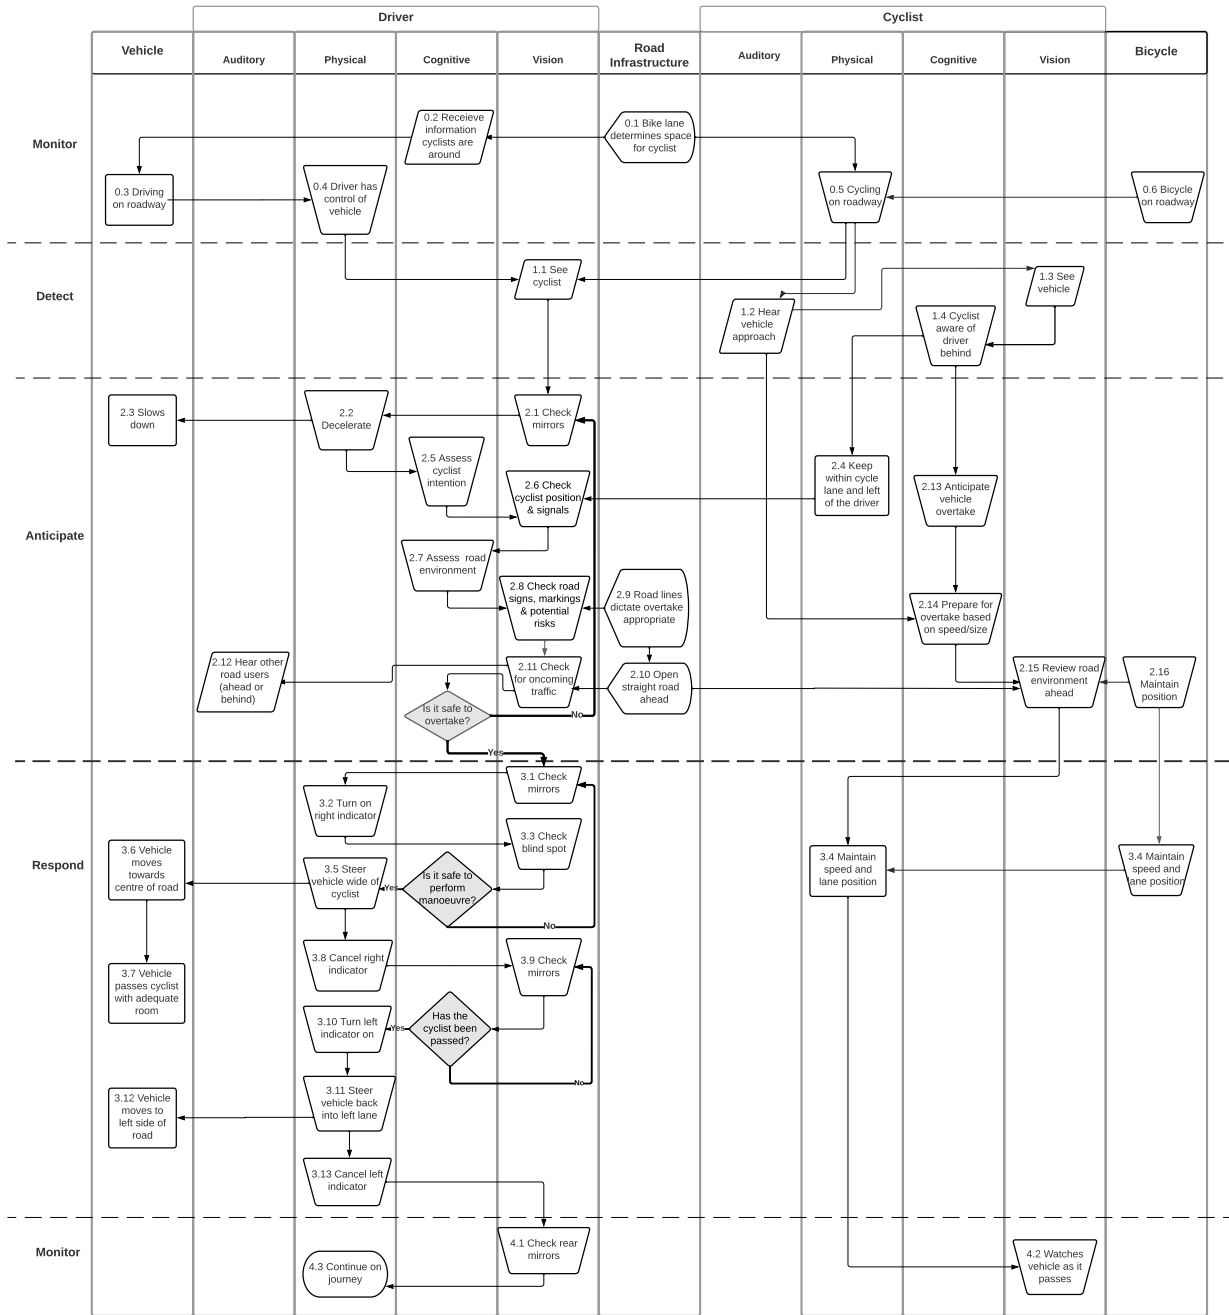 Driver
Cyclist
Vehicle
Auditory
Physical
Cognitive
Vision
Road
Infrastructure
Auditory
Physical
Cognitive
Vision
Bicycle
Monitor
0.2 Receieve
information
cyclists are
around
0.1 Bike lane
determines space
for cyclist
0.3 Driving
on roadway
0.4 Driver has
control of
vehicle
0.5 Cycling
on roadway
0.6 Bicycle
on roadway
Detect
1.1 See
cyclist
1.2 Hear
vehicle
approach
1.3 See
vehicle
1.4 Cyclist
aware of
driver
behind
Anticipate
2.3 Slows
down
2.2
Decelerate
2.1 Check
mirrors
2.5 Assess
cyclist
intention
2.6 Check
cyclist position
& signals
2.4 Keep
within cycle
lane and left
of the driver
2.13 Anticipate
vehicle
overtake
2.7 Assess road
environment
2.8 Check road
signs, markings
& potential
risks
2.9 Road lines
dictate overtake
appropriate
2.14 Prepare for
overtake based
on speed/size
2.12 Hear other
road users
(ahead or
behind)
2.11 Check
for oncoming
traffic
2.10 Open
straight road
ahead
2.15 Review road
environment
ahead
2.16
Maintain
position
Is it safe to
overtake?
No
Yes
Respond
3.1 Check
mirrors
3.2 Turn on
right indicator
3.3 Check
blind spot
3.6 Vehicle
moves
towards
centre of road
3.5 Steer
vehicle wide of
cyclist
Yes
Is it safe to
perform
manoeuvre?
No
3.4 Maintain
speed and
lane position
3.4 Maintain
speed and
lane position
3.7 Vehicle
passes cyclist
with adequate
room
3.8 Cancel right
indicator
3.9 Check
mirrors
3.10 Turn left
indicator on
Yes
Has the
cyclist been
passed?
No
3.12 Vehicle
moves to
left side of
road
3.11 Steer
vehicle back
into left lane
3.13 Cancel left
indicator
Monitor
4.1 Check rear
mirrors
4.3 Continue on
journey
4.2 Watches
vehicle as it
passes